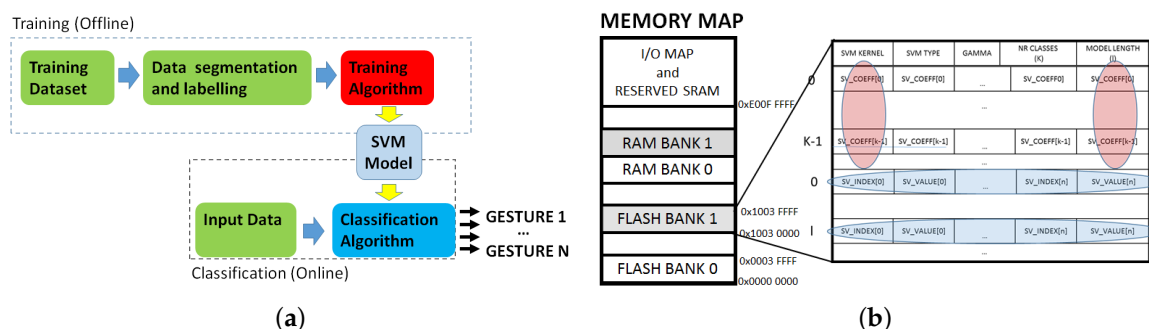 Training (Offline)
Training Dataset
Data segmentation and labelling
Training Algorithm
SVM Model
Input Data
Classification Algorithm
GESTURE 1
...
GESTURE N
Classification (Online)
(a)
MEMORY MAP
I/O MAP
and
RESERVED SRAM
0xE00F FFFF
RAM BANK 1
RAM BANK 0
FLASH BANK 1
0x1003 FFFF
0x1003 0000
0x0003 FFFF
FLASH BANK 0
0x0000 0000
SVM KERNEL SVM TYPE GAMMA NR CLASSES (K) MODEL LENGTH (I)
0 SV_COEFF[0] SV_COEFF[0] ... SV_COEFF0] SV_COEFF[0]
...
K-1 SV_COEFF[k-1] SV_COEFF[k-1] ... SV_COEFF[k-1] SV_COEFF[k-1]
...
0 SV_INDEX[0] SV_VALUE[0] ... SV_INDEX[n] SV_VALUE[n]
I SV_INDEX[0] SV_VALUE[0] ... SV_INDEX[n] SV_VALUE[n]
...
(b)